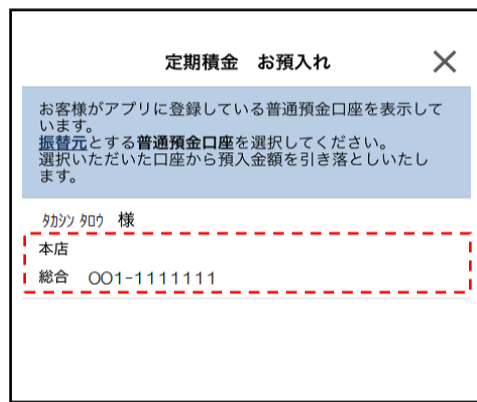 定期積金 お預入れ
お客様がアプリに登録している普通預金口座を表示して
います。
振替元とする普通預金口座を選択してください。
選択いただいた口座から預入金額を引き落としいたし
ます。
ﾀｶｼﾝ ﾀﾛｳ 様
本店
総合 001-1111111